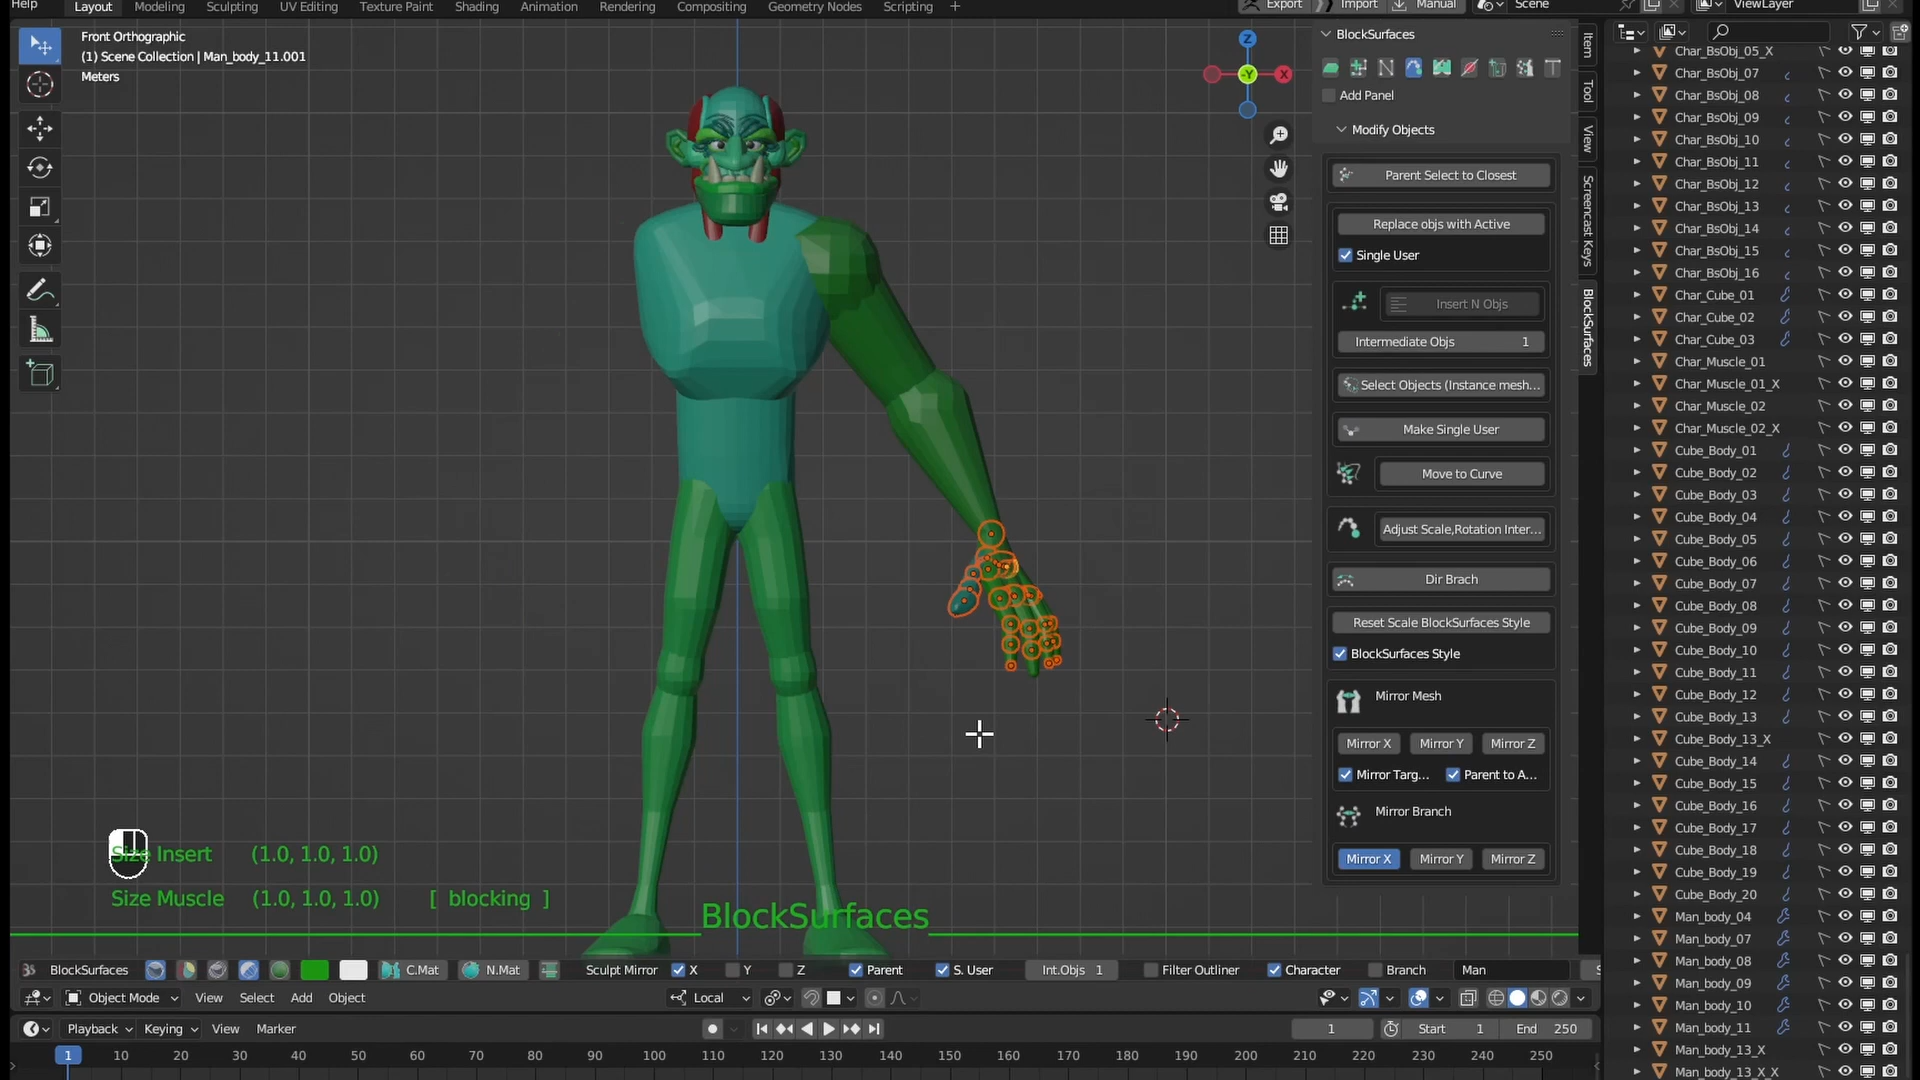 Help
Layout
Modeling
Sculpting
UV Editing
Texture Paint
Shading
Animation
Rendering
Compositing
Geometry Nodes
Scripting
+
Export
Import
Manual
Scene
ViewLayer
Front Orthographic
(1) Scene Collection | Man_body_11.001
Meters
Z
-Y
X
BlockSurfaces
Add Panel
Modify Objects
Parent Select to Closest
Replace objs with Active
Single User
Insert N Objs
Intermediate Objs 1
Select Objects (Instance mesh...
Make Single User
Move to Curve
Adjust Scale,Rotation Inter...
Dir Brach
Reset Scale BlockSurfaces Style
BlockSurfaces Style
Mirror Mesh
Mirror X
Mirror Y
Mirror Z
Mirror Targ...
Parent to A...
Mirror Branch
Mirror X
Mirror Y
Mirror Z
Item
Tool
View
Screencast Keys
BlockSurfaces
Char_BsObj_05_X
Char_BsObj_07
Char_BsObj_08
Char_BsObj_09
Char_BsObj_10
Char_BsObj_11
Char_BsObj_12
Char_BsObj_13
Char_BsObj_14
Char_BsObj_15
Char_BsObj_16
Char_Cube_01
Char_Cube_02
Char_Cube_03
Char_Muscle_01
Char_Muscle_01_X
Char_Muscle_02
Char_Muscle_02_X
Cube_Body_01
Cube_Body_02
Cube_Body_03
Cube_Body_04
Cube_Body_05
Cube_Body_06
Cube_Body_07
Cube_Body_08
Cube_Body_09
Cube_Body_10
Cube_Body_11
Cube_Body_12
Cube_Body_13
Cube_Body_13_X
Cube_Body_14
Cube_Body_15
Cube_Body_16
Cube_Body_17
Cube_Body_18
Cube_Body_19
Cube_Body_20
Man_body_04
Man_body_07
Man_body_08
Man_body_09
Man_body_10
Man_body_11
Man_body_13_X
Man_body_13_X_X
Size Insert (1.0, 1.0, 1.0)
Size Muscle (1.0, 1.0, 1.0) [ blocking ]
BlockSurfaces
BlockSurfaces
C.Mat
N.Mat
Sculpt Mirror
X
Y
Z
Parent
S. User
Int.Objs 1
Filter Outliner
Character
Branch
Man
Object Mode
View
Select
Add
Object
Local
Playback
Keying
View
Marker
1
Start 1
End 250
1 10 20 30 40 50 60 70 80 90 100 110 120 130 140 150 160 170 180 190 200 210 220 230 240 250